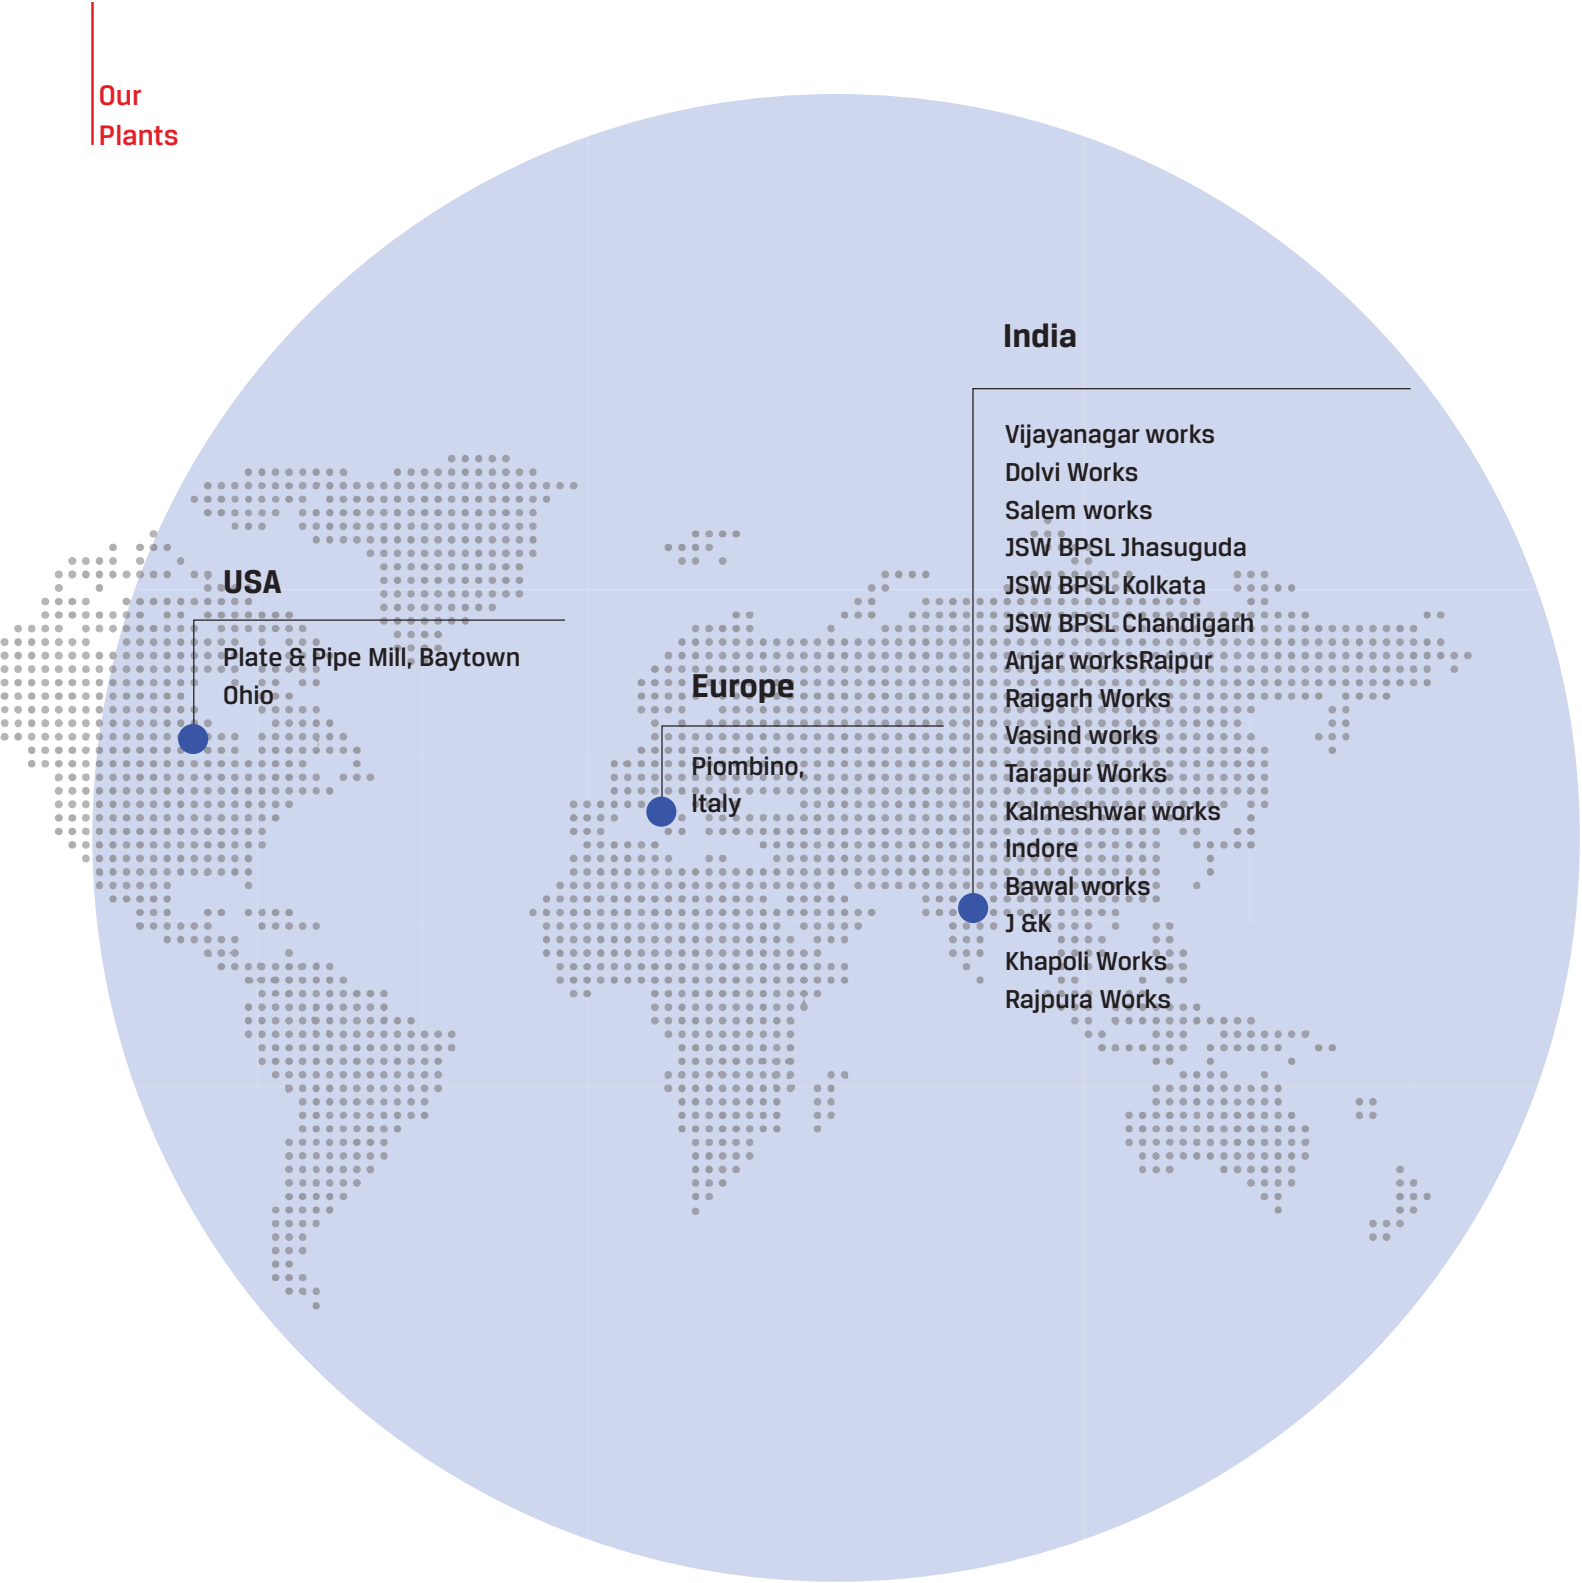 Our
Plants
India
Vijayanagar works
Dolvi Works
Salem works
JSW BPSL Jhasuguda
JSW BPSL Kolkata
JSW BPSL Chandigarh
Anjar worksRaipur
Raigarh Works
Vasind works
Tarapur Works
Kalmeshwar works
Indore
Bawal works
J &K
Khapoli Works
Rajpura Works
USA
Plate & Pipe Mill, Baytown
Ohio
Europe
Piombino,
Italy